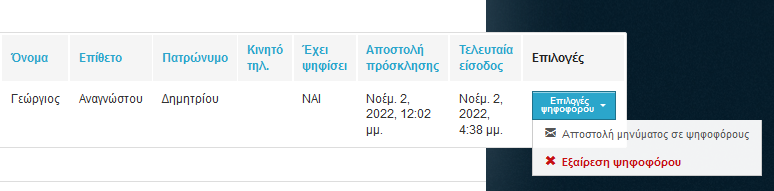 Όνομα Επίθετο Πατρώνυμο Κινητό τηλ. Έχει ψηφίσει Αποστολή πρόσκλησης Τελευταία είσοδος Επιλογές
Γεώργιος Αναγνώστου Δημητρίου ΝΑΙ Νοέμ. 2, 2022, 12:02 μμ. Νοέμ. 2, 2022, 4:38 μμ. Επιλογές ψηφοφόρου
Αποστολή μηνύματος σε ψηφοφόρους
Εξαίρεση ψηφοφόρου